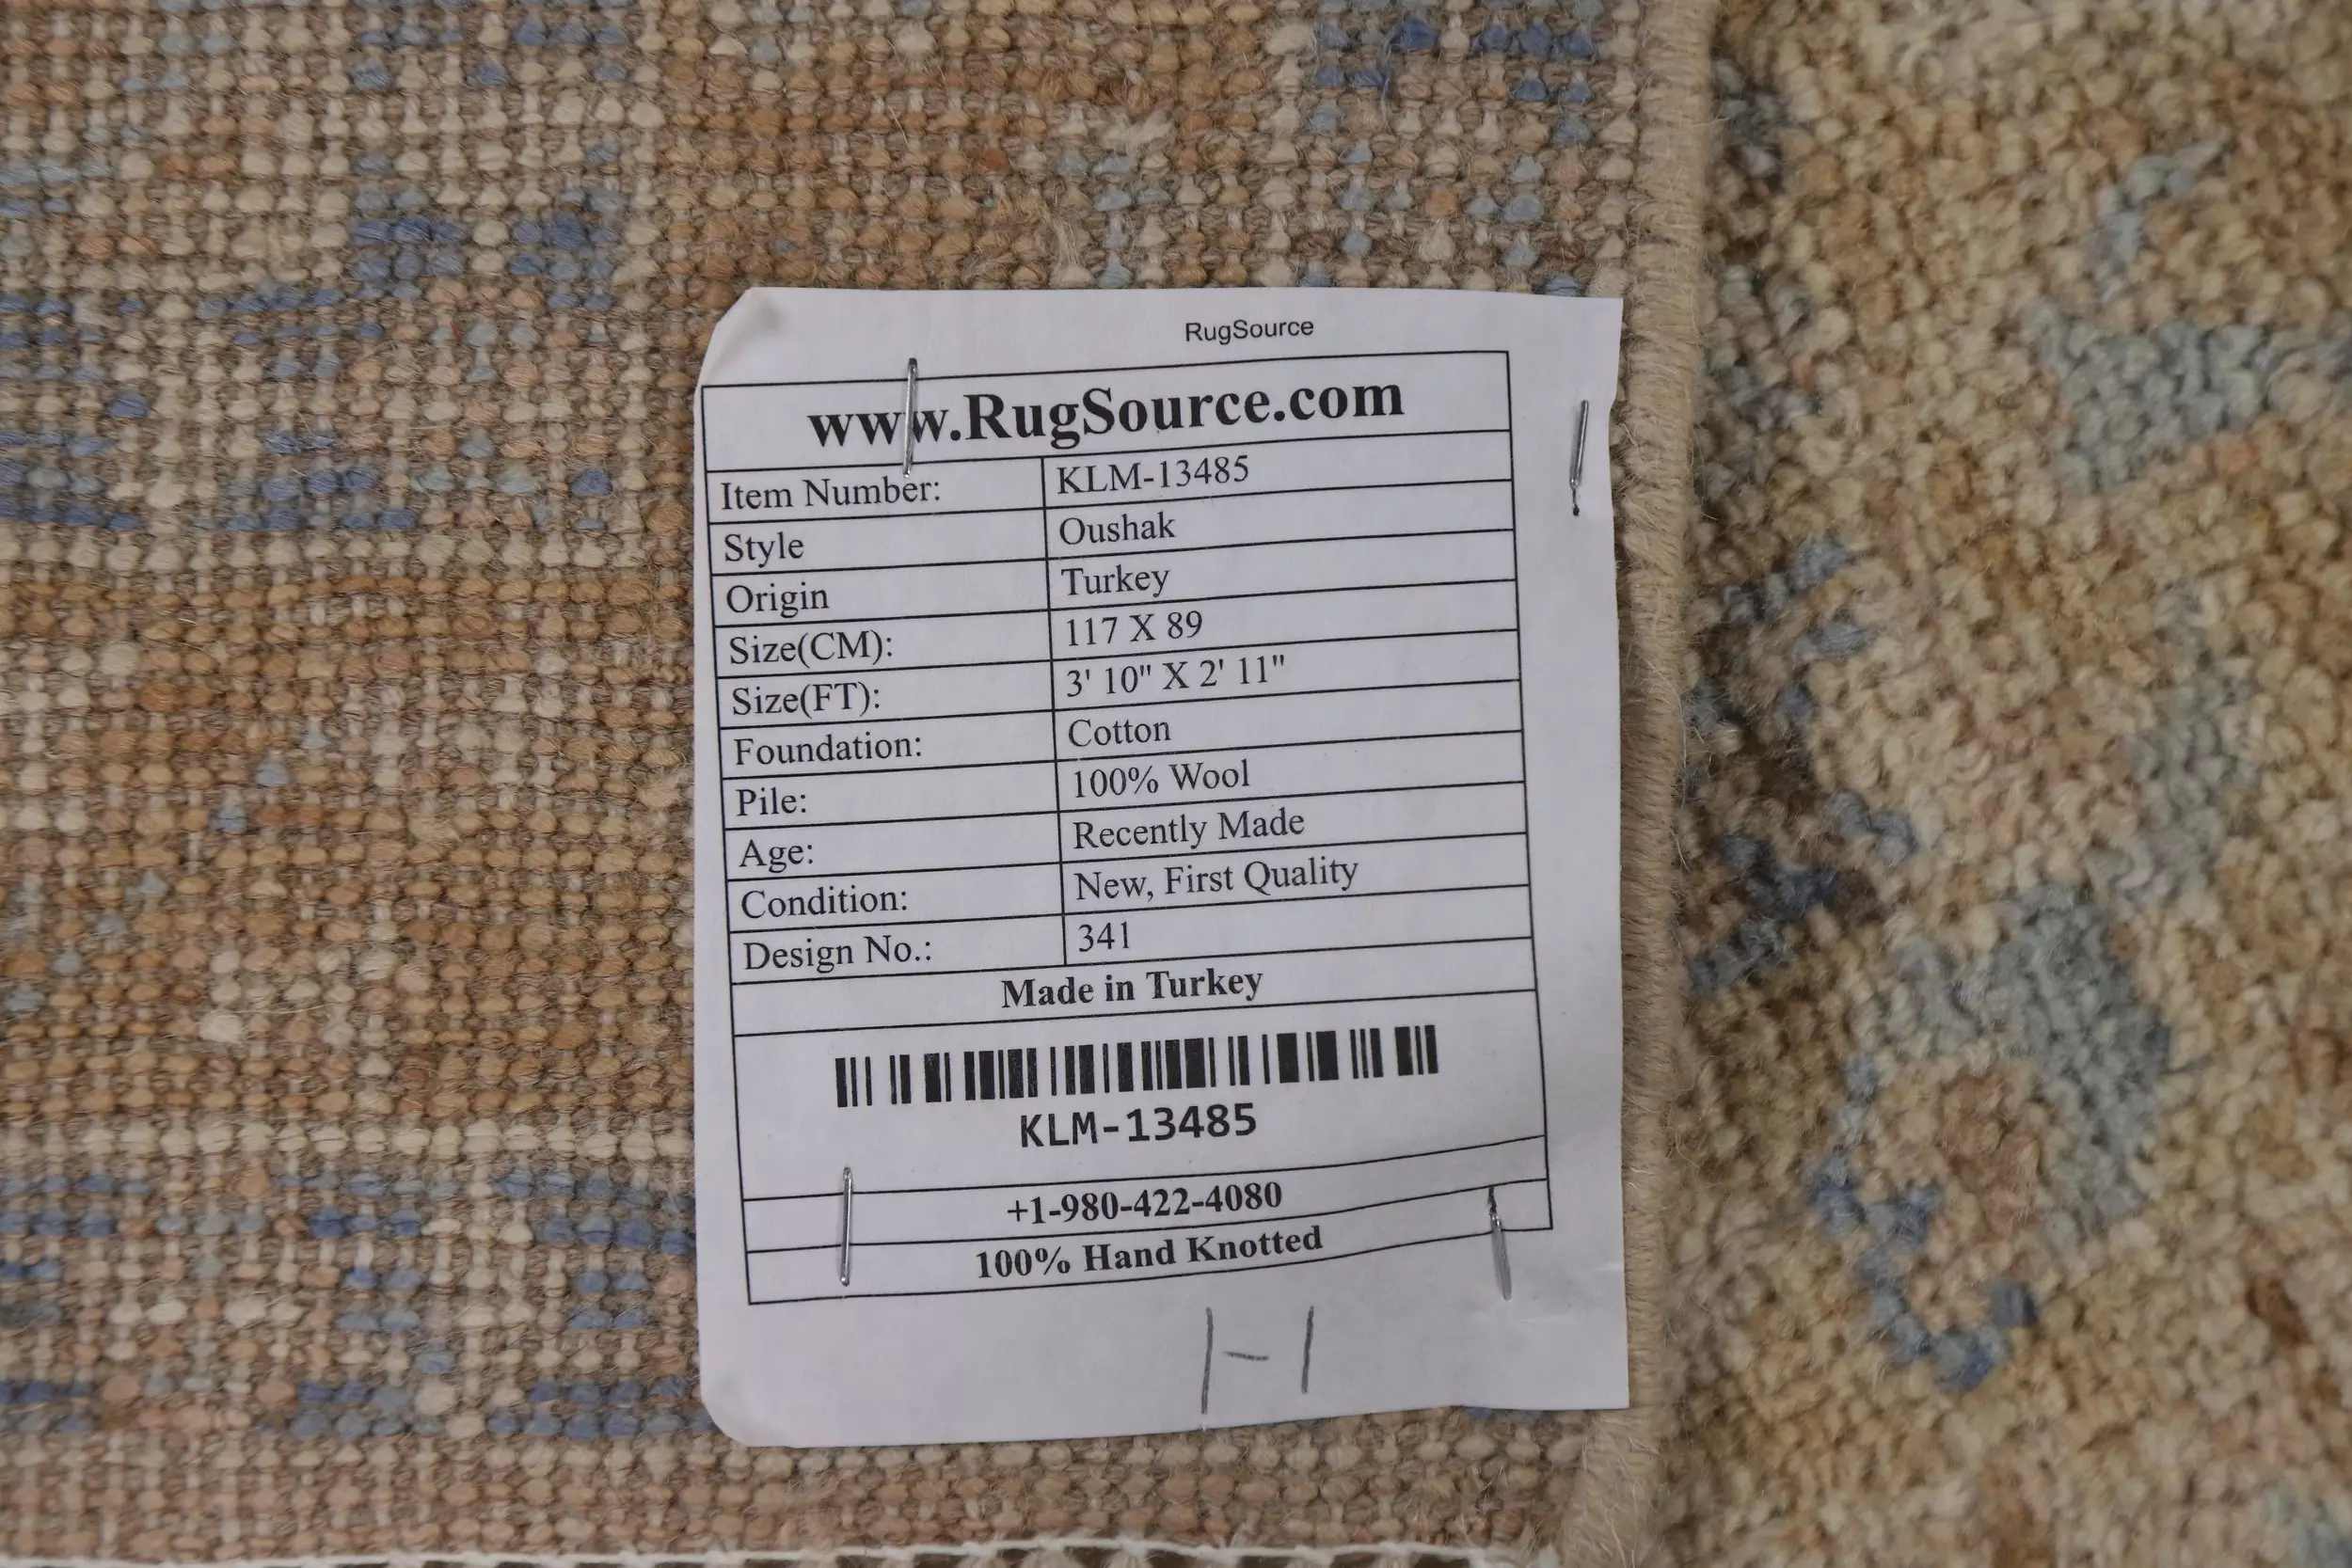 RugSource
www.RugSource.com
Item Number: KLM-13485
Style Oushak
Origin Turkey
Size(CM): 117 X 89
Size(FT): 3' 10" X 2' 11"
Foundation: Cotton
Pile: 100% Wool
Age: Recently Made
Condition: New, First Quality
Design No.: 341
Made in Turkey
KLM-13485
+1-980-422-4080
100% Hand Knotted
1-1